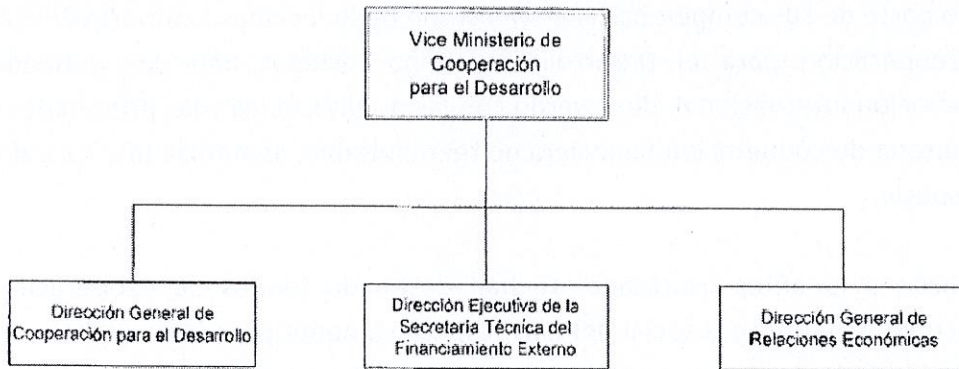 Vice Ministerio de
Cooperación
para el Desarrollo
Dirección General de
Cooperación para el Desarrollo
Dirección Ejecutiva de la
Secretaria Técnica del
Financiamiento Externo
Dirección General de
Relaciones Económicas